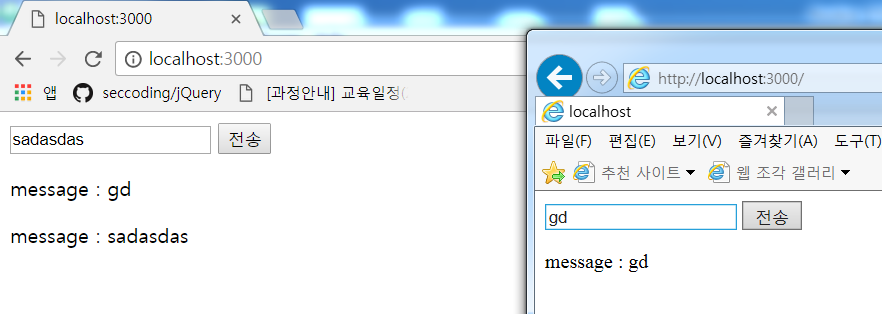 localhost:3000
localhost:3000
앱 seccoding/jQuery [과정안내] 교육일정(
sadasdas 전송
message : gd
message : sadasdas
http://localhost:3000/
localhost
파일(F) 편집(E) 보기(V) 즐겨찾기(A) 도구(T)
추천 사이트 웹 조각 갤러리
gd 전송
message : gd